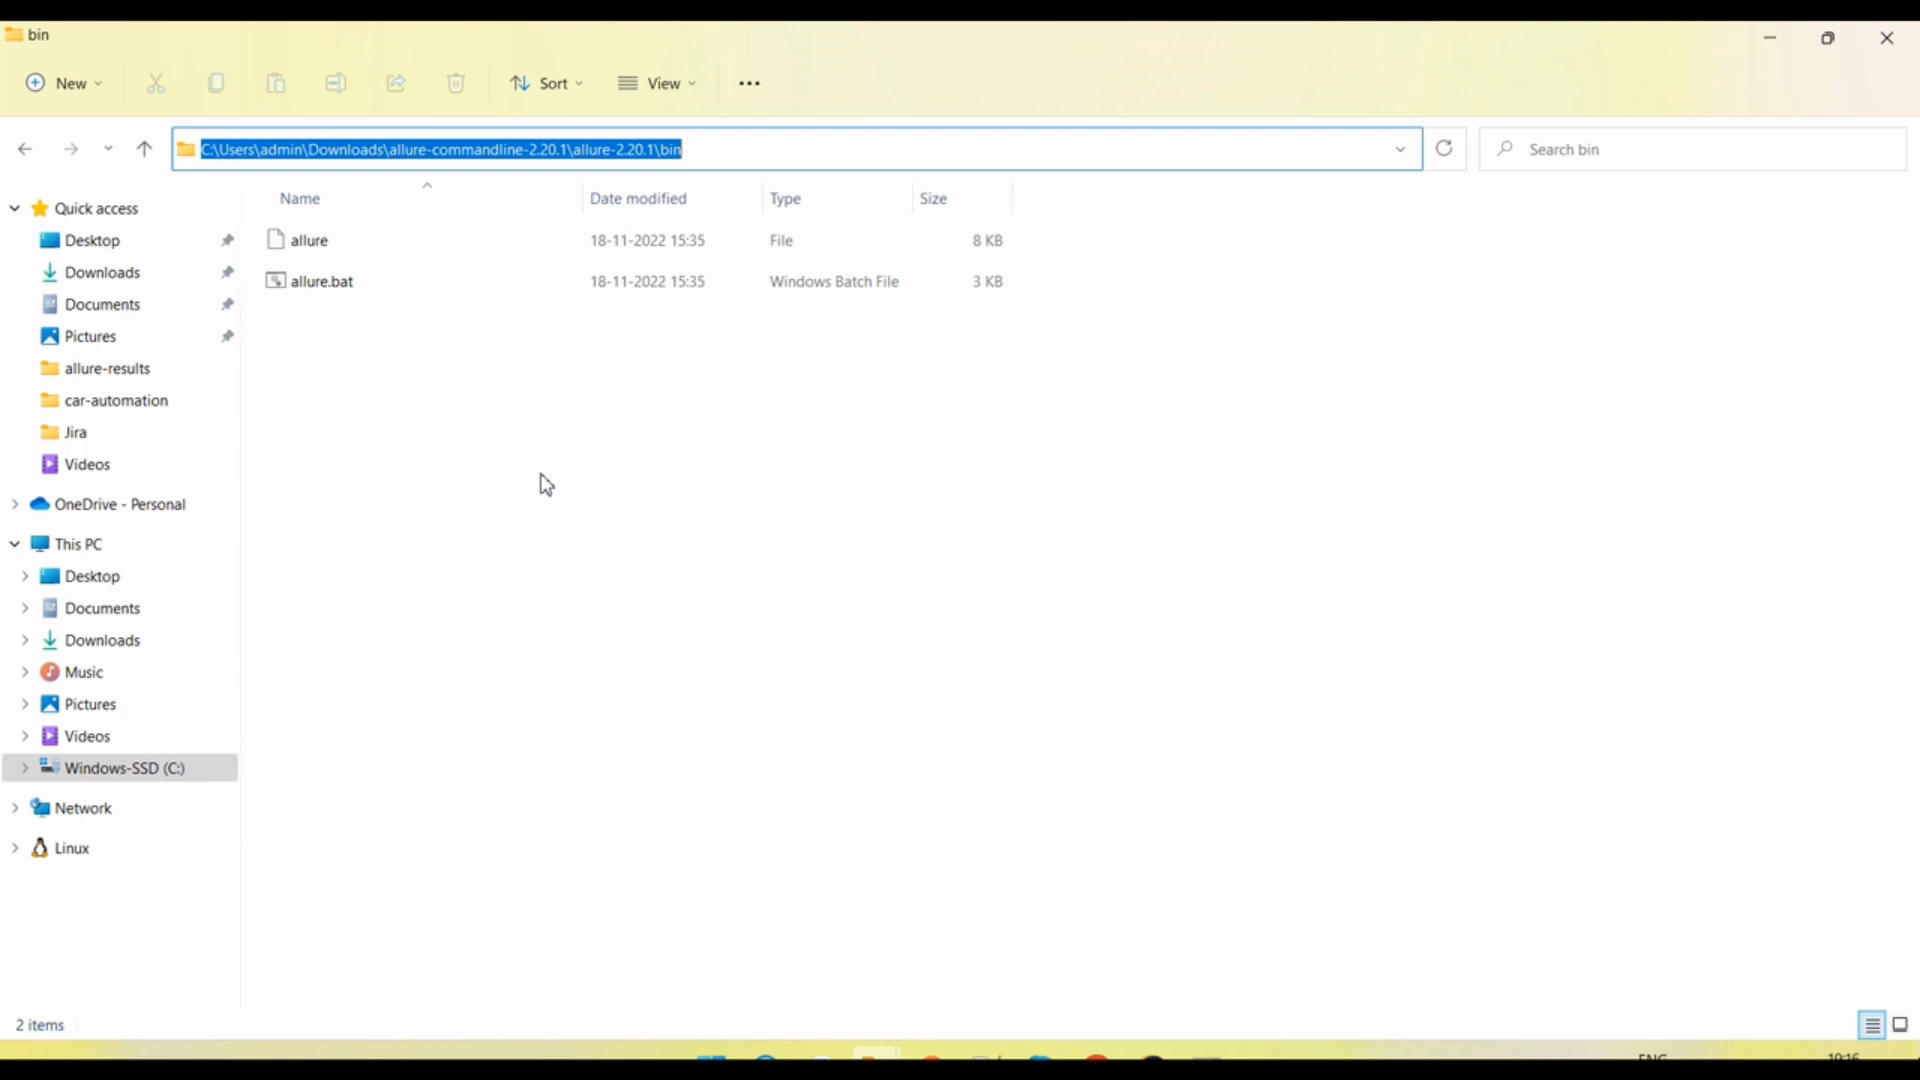 bin
New
Sort
View
C:\Users\admin\Downloads\allure-commandline-2.20.1\allure-2.20.1\bin
Search bin
Name Date modified Type Size
allure 18-11-2022 15:35 File 8 KB
allure.bat 18-11-2022 15:35 Windows Batch File 3 KB
Quick access
Desktop
Downloads
Documents
Pictures
allure-results
car-automation
Jira
Videos
OneDrive - Personal
This PC
Desktop
Documents
Downloads
Music
Pictures
Videos
Windows-SSD (C:)
Network
Linux
2 items
ENG 19:16